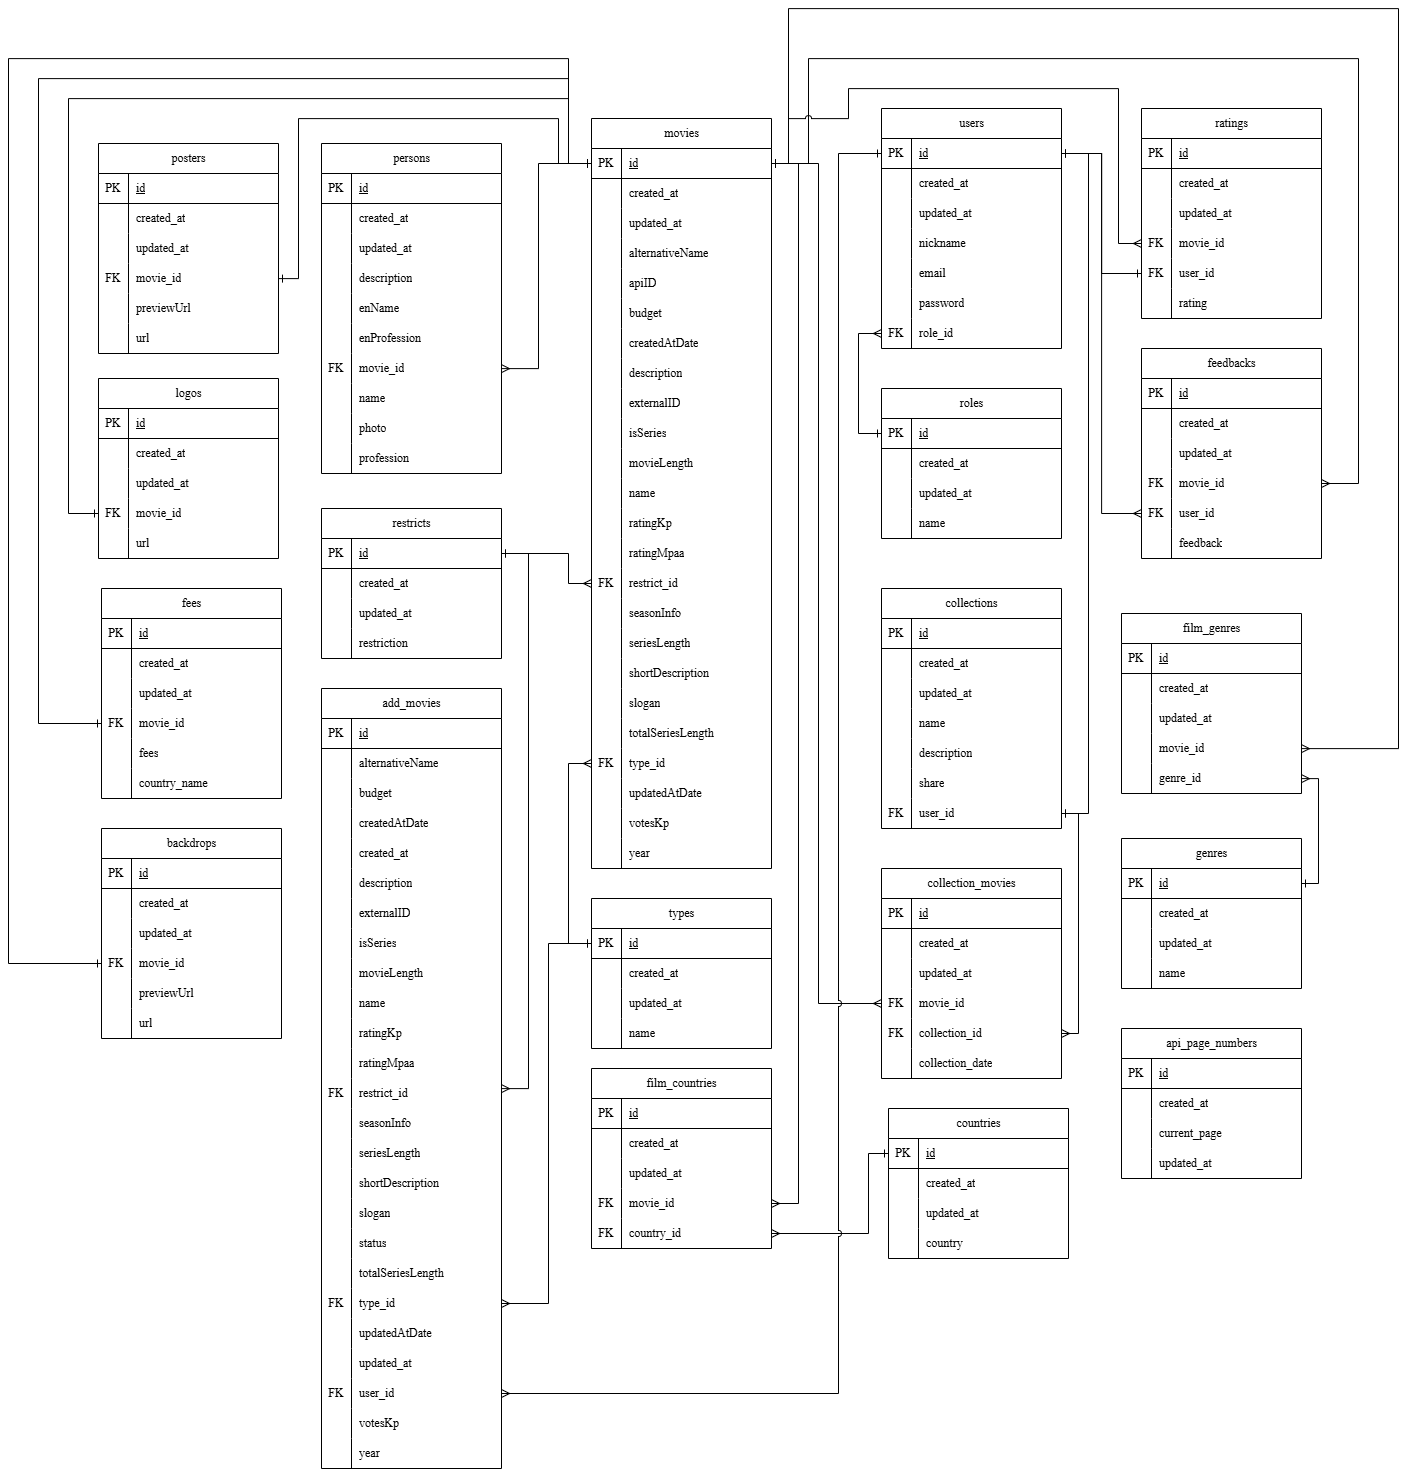 posters
PK id
created_at
updated_at
FK movie_id
previewUrl
url
logos
PK id
created_at
updated_at
FK movie_id
url
fees
PK id
created_at
updated_at
FK movie_id
fees
country_name
backdrops
PK id
created_at
updated_at
FK movie_id
previewUrl
url
persons
PK id
created_at
updated_at
description
enName
enProfession
FK movie_id
name
photo
profession
restricts
PK id
created_at
updated_at
restriction
add_movies
PK id
alternativeName
budget
createdAtDate
created_at
description
externalID
isSeries
movieLength
name
ratingKp
ratingMpaa
FK restrict_id
seasonInfo
seriesLength
shortDescription
slogan
status
totalSeriesLength
FK type_id
updatedAtDate
updated_at
FK user_id
votesKp
year
movies
PK id
created_at
updated_at
alternativeName
apiID
budget
createdAtDate
description
externalID
isSeries
movieLength
name
ratingKp
ratingMpaa
FK restrict_id
seasonInfo
seriesLength
shortDescription
slogan
totalSeriesLength
FK type_id
updatedAtDate
votesKp
year
types
PK id
created_at
updated_at
name
film_countries
PK id
created_at
updated_at
FK movie_id
FK country_id
users
PK id
created_at
updated_at
nickname
email
password
FK role_id
roles
PK id
created_at
updated_at
name
collections
PK id
created_at
updated_at
name
description
share
FK user_id
collection_movies
PK id
created_at
updated_at
FK movie_id
FK collection_id
collection_date
countries
PK id
created_at
updated_at
country
ratings
PK id
created_at
updated_at
FK movie_id
FK user_id
rating
feedbacks
PK id
created_at
updated_at
FK movie_id
FK user_id
feedback
film_genres
PK id
created_at
updated_at
movie_id
genre_id
genres
PK id
created_at
updated_at
name
api_page_numbers
PK id
created_at
current_page
updated_at